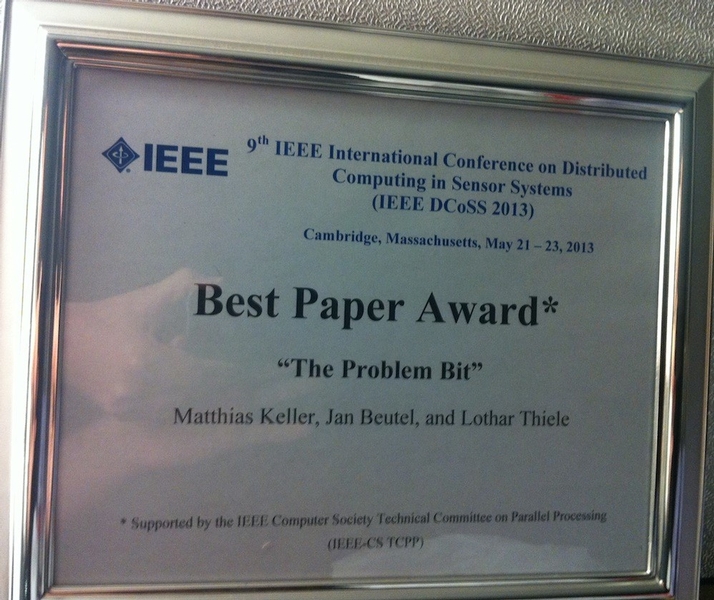 IEEE
9th IEEE International Conference on Distributed
Computing in Sensor Systems
(IEEE DCoSS 2013)
Cambridge, Massachusetts, May 21 – 23, 2013
Best Paper Award*
“The Problem Bit”
Matthias Keller, Jan Beutel, and Lothar Thiele
* Supported by the IEEE Computer Society Technical Committee on Parallel Processing
(IEEE-CS TCPP)